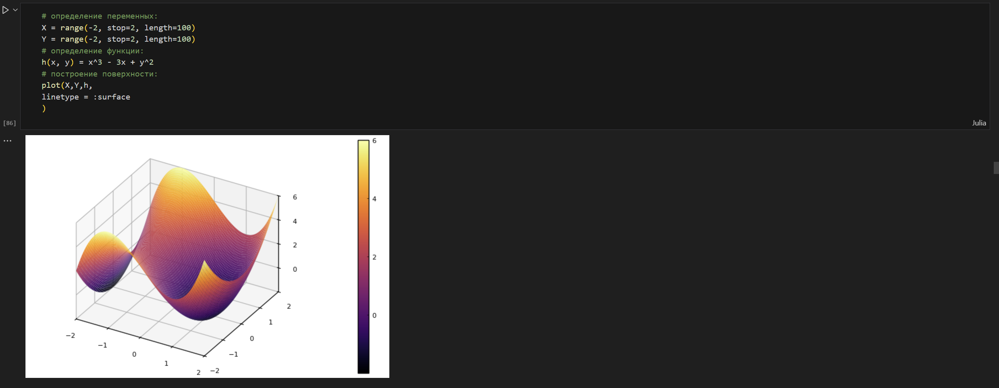 # определение переменных:
X = range(-2, stop=2, length=100)
Y = range(-2, stop=2, length=100)
# определение функции:
h(x, y) = x^3 - 3x + y^2
# построение поверхности:
plot(X,Y,h,
linetype = :surface
)
[86]
Julia
...
6
4
2
0
6
4
2
0
2
1
0
−1
−2
−2
−1
0
1
2